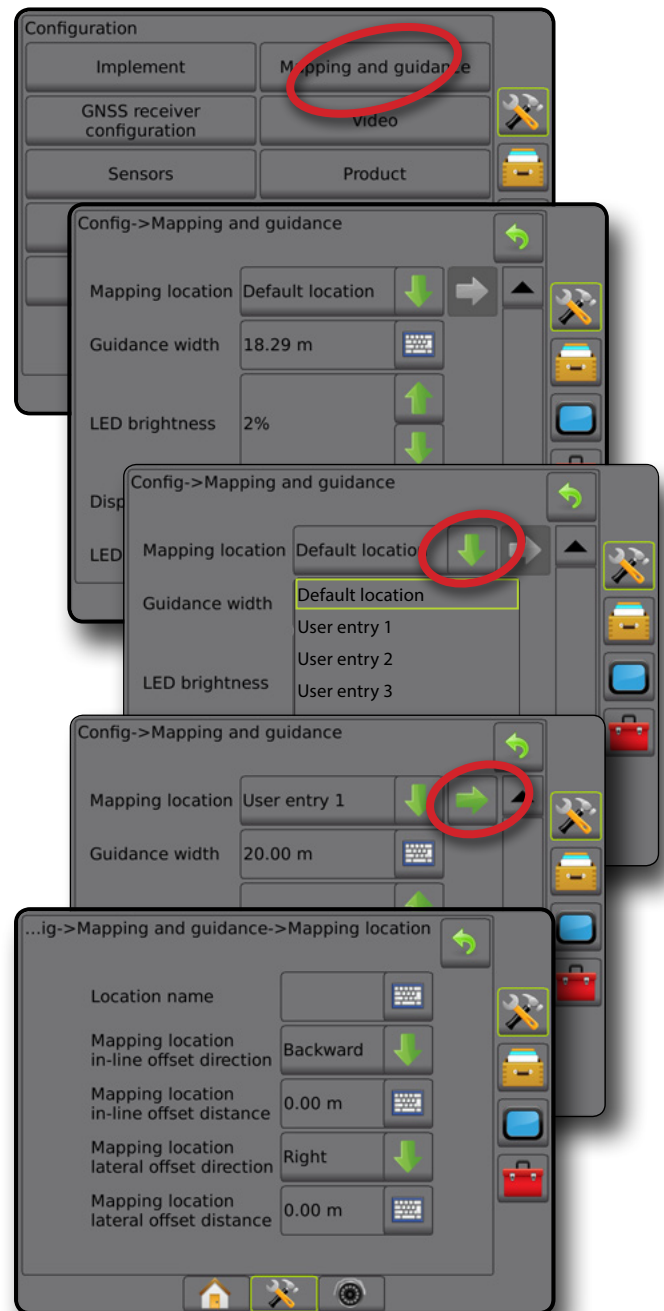 Configuration
Implement
Mapping and guidance
GNSS receiver
configuration
Video
Sensors
Product
Config->Mapping and guidance
Mapping location
Default location
Guidance width
18.29 m
LED brightness
2%
LED
Config->Mapping and guidance
Mapping location
Default location
Guidance width
Default location
User entry 1
User entry 2
User entry 3
LED brightness
Config->Mapping and guidance
Mapping location
User entry 1
Guidance width
20.00 m
...ig->Mapping and guidance->Mapping location
Location name
Mapping location
in-line offset direction
Backward
Mapping location
in-line offset distance
0.00 m
Mapping location
lateral offset direction
Right
Mapping location
lateral offset distance
0.00 m